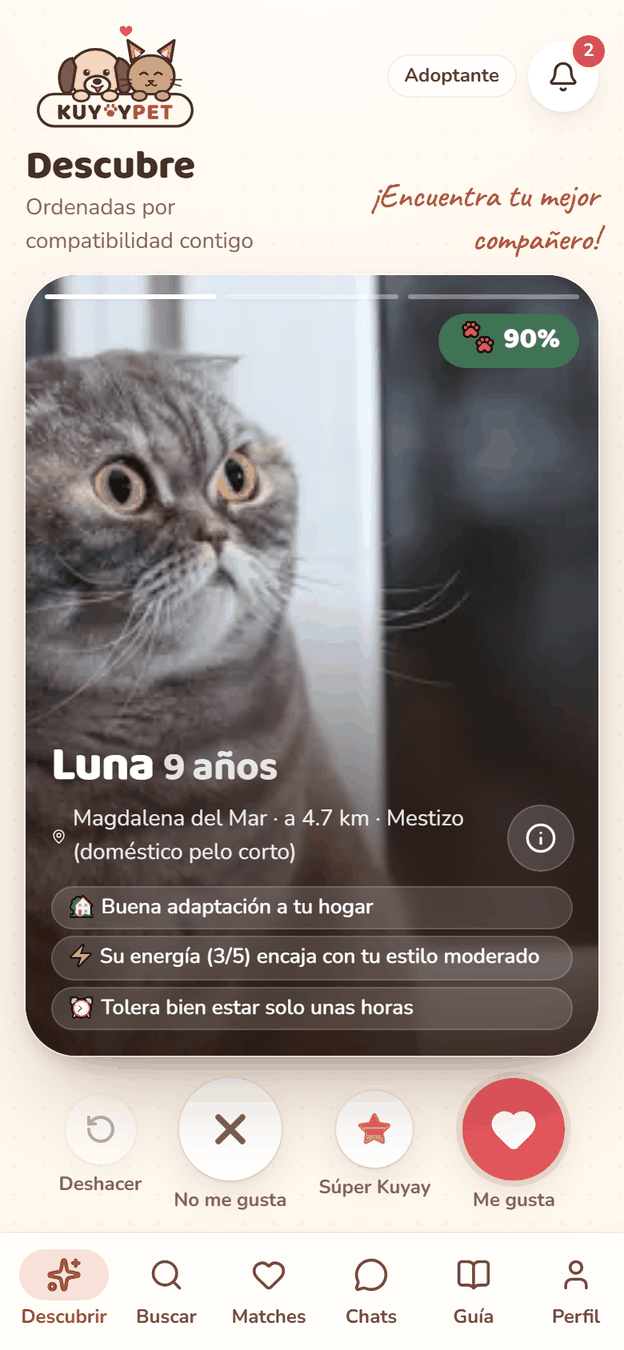 KUYAYPET
Adoptante
2
Descubre
Ordenadas por
compatibilidad contigo
¡Encuentra tu mejor
compañero!
90%
Luna 9 años
Magdalena del Mar · a 4.7 km · Mestizo
(doméstico pelo corto)
Buena adaptación a tu hogar
Su energía (3/5) encaja con tu estilo moderado
Tolera bien estar solo unas horas
Deshacer
No me gusta
Súper Kuyay
Me gusta
Descubrir
Buscar
Matches
Chats
Guía
Perfil